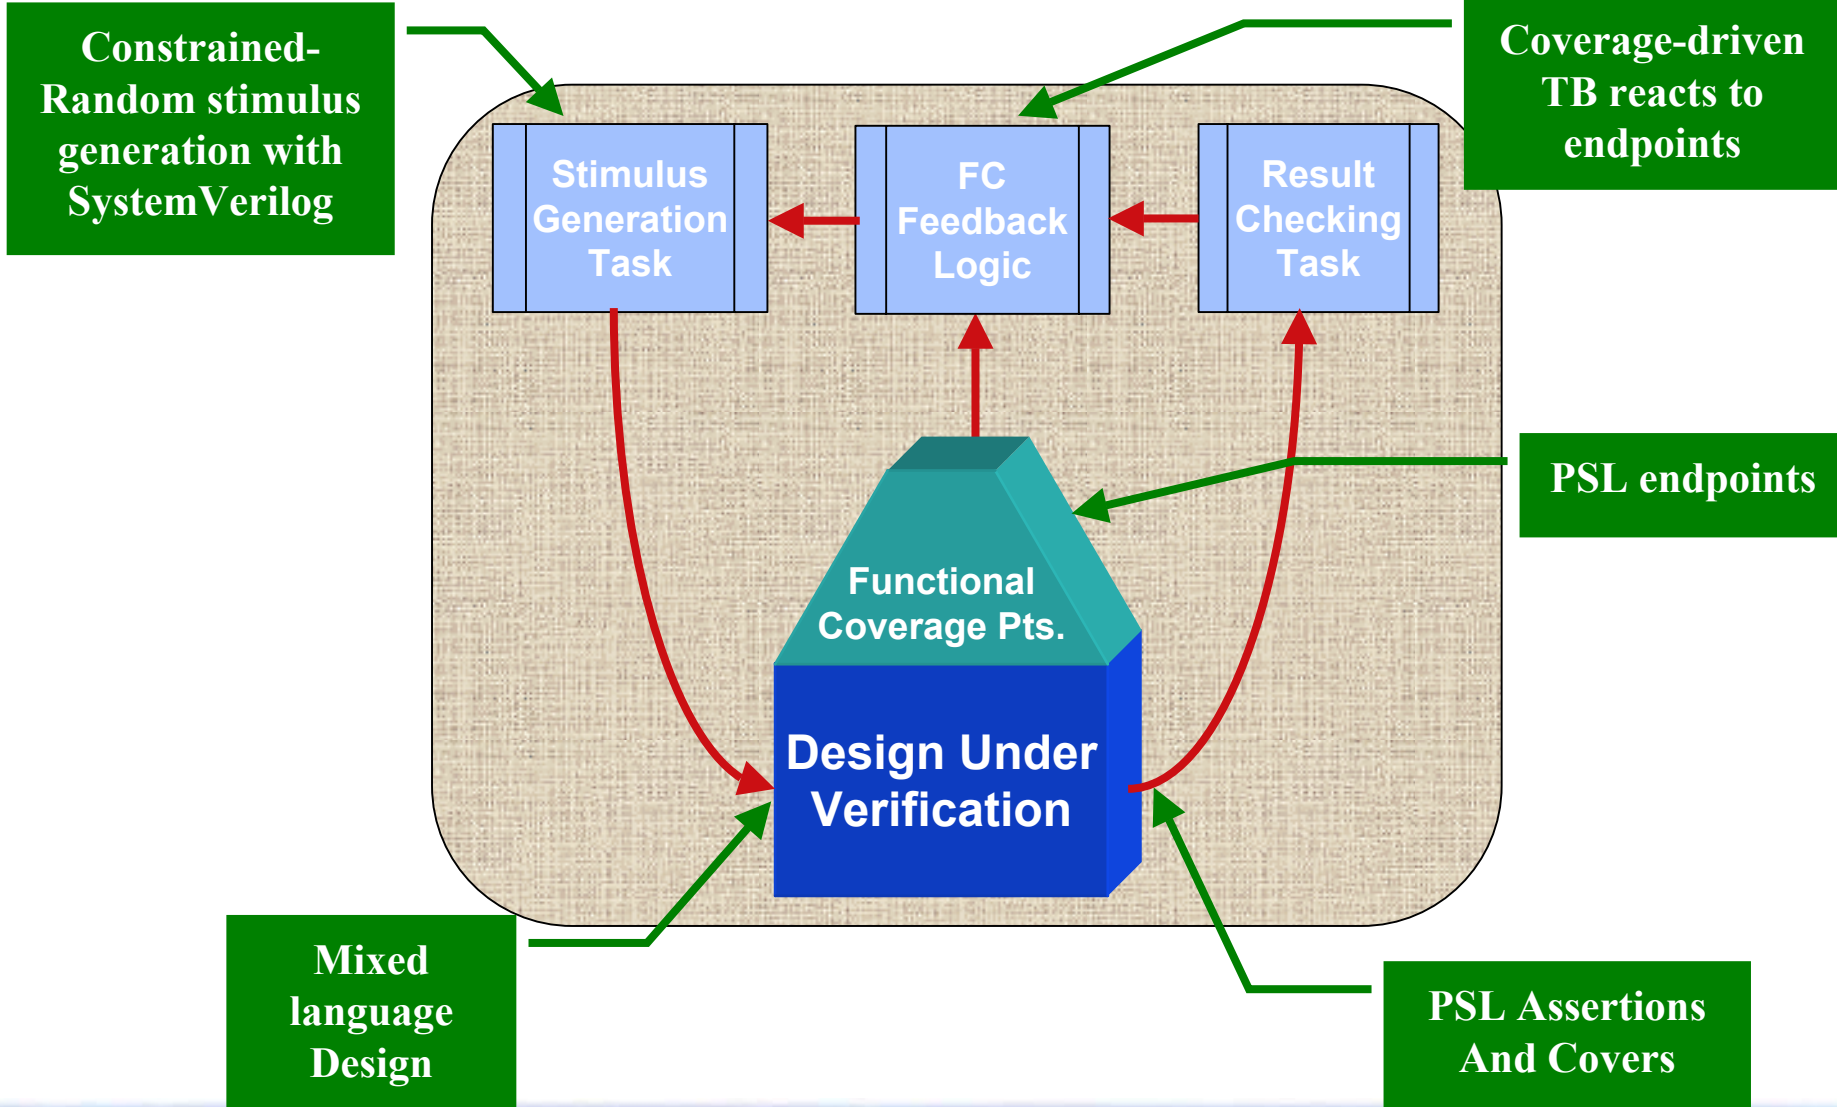 Constrained-
Random stimulus
generation with
SystemVerilog
Coverage-driven
TB reacts to
endpoints
Stimulus
Generation
Task
FC
Feedback
Logic
Result
Checking
Task
PSL endpoints
Functional
Coverage Pts.
Design Under
Verification
Mixed
language
Design
PSL Assertions
And Covers